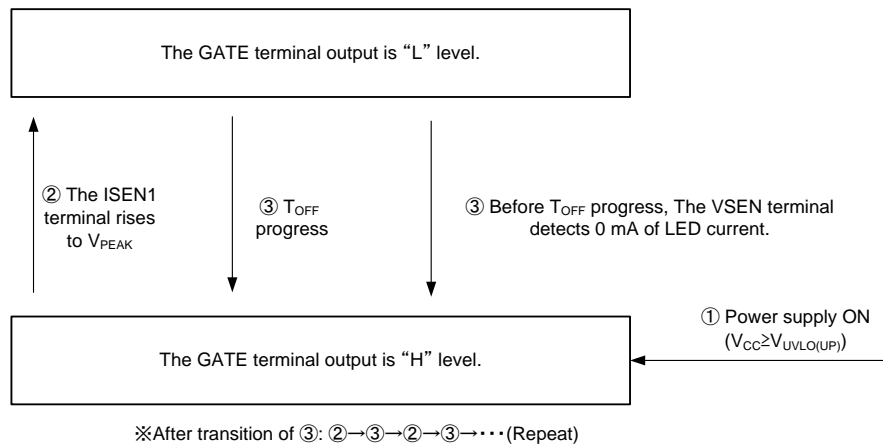 The GATE terminal output is “L” level.
② The ISEN1
terminal rises
to VPEAK
③ TOFF
progress
③ Before TOFF progress, The VSEN terminal
detects 0 mA of LED current.
① Power supply ON
(VCC≥VUVLO(UP))
The GATE terminal output is “H” level.
※After transition of ③: ②→③→②→③→･･･(Repeat)